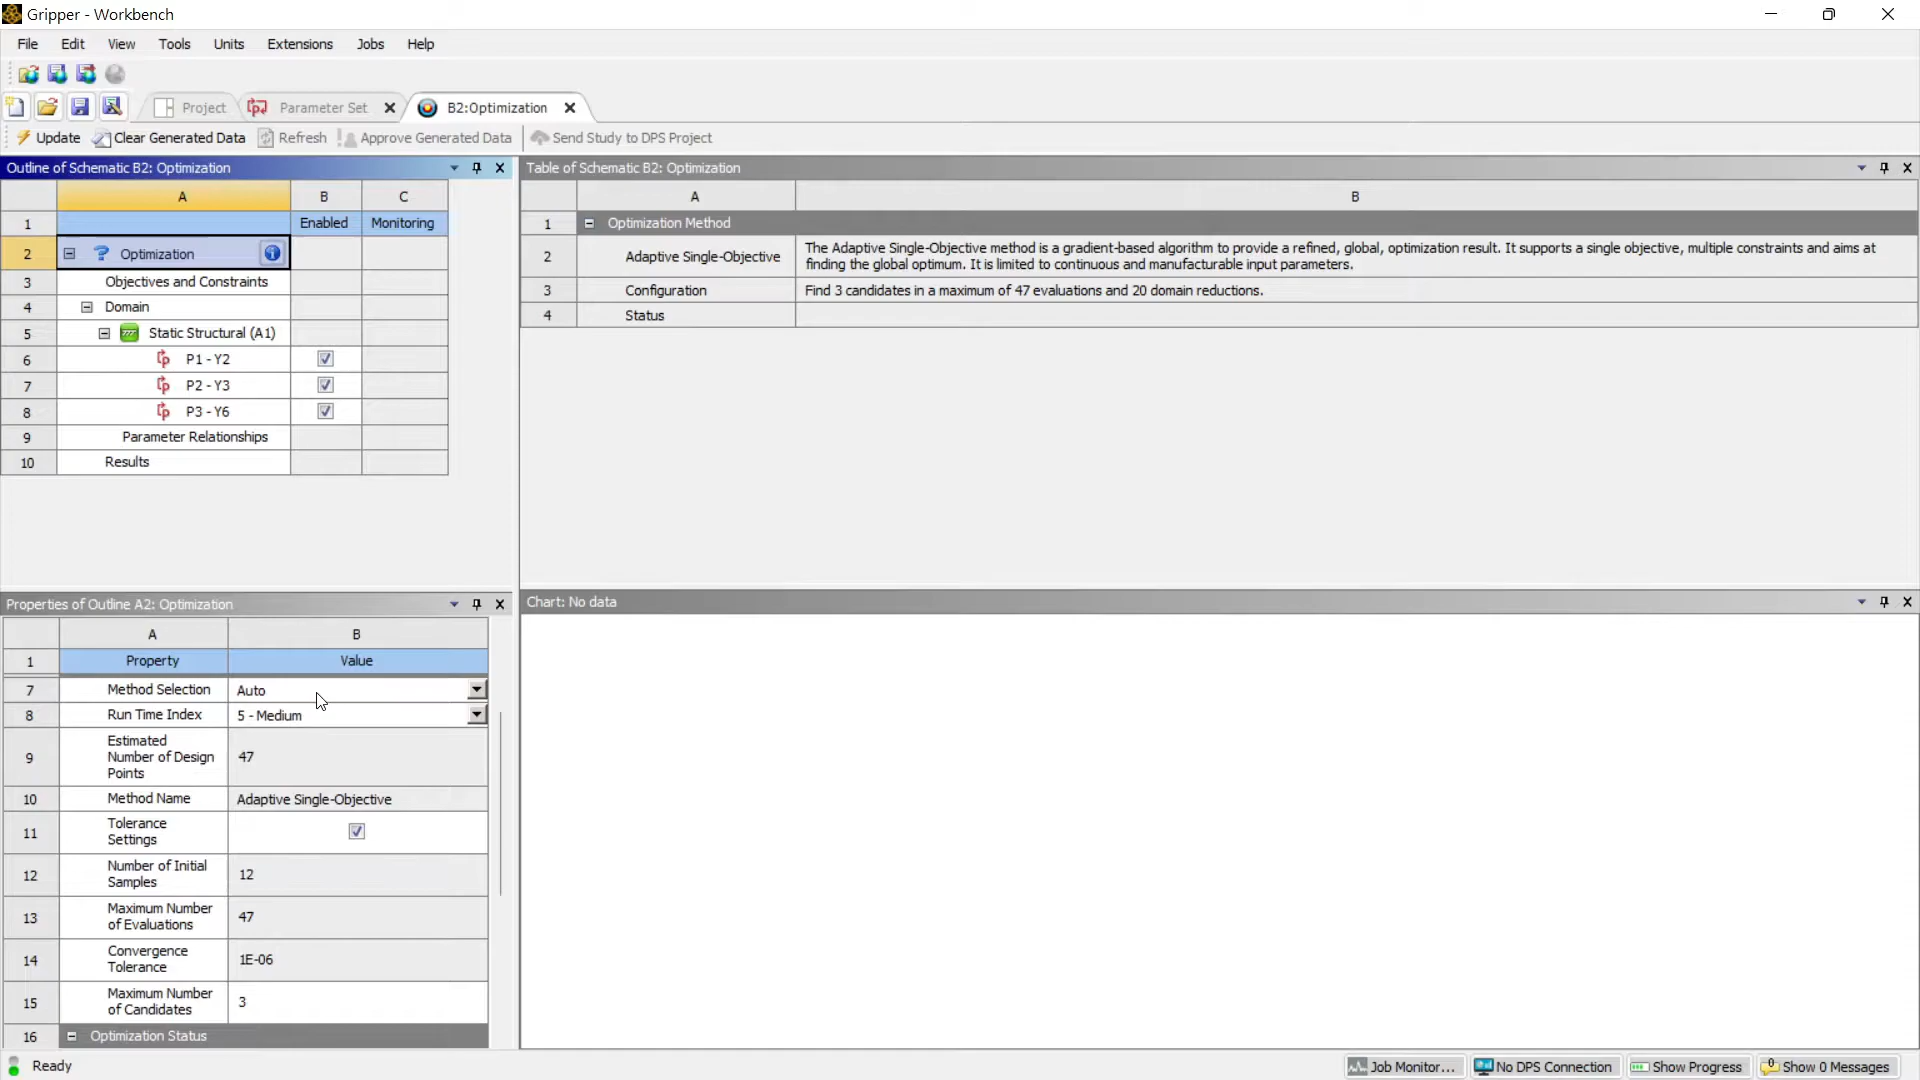 Gripper - Workbench
File Edit View Tools Units Extensions Jobs Help
Project Parameter Set B2:Optimization
Update Clear Generated Data Refresh Approve Generated Data Send Study to DPS Project
Outline of Schematic B2: Optimization
A B C
1 Enabled Monitoring
2 Optimization
3 Objectives and Constraints
4 Domain
5 Static Structural (A1)
6 P1 - Y2
7 P2 - Y3
8 P3 - Y6
9 Parameter Relationships
10 Results
Table of Schematic B2: Optimization
A B
1 Optimization Method
2 Adaptive Single-Objective The Adaptive Single-Objective method is a gradient-based algorithm to provide a refined, global, optimization result. It supports a single objective, multiple constraints and aims at
finding the global optimum. It is limited to continuous and manufacturable input parameters.
3 Configuration Find 3 candidates in a maximum of 47 evaluations and 20 domain reductions.
4 Status
Properties of Outline A2: Optimization
A B
1 Property Value
7 Method Selection Auto
8 Run Time Index 5 - Medium
Estimated
9 Number of Design 47
Points
10 Method Name Adaptive Single-Objective
11 Tolerance
Settings
12 Number of Initial 12
Samples
13 Maximum Number 47
of Evaluations
14 Convergence 1E-06
Tolerance
15 Maximum Number 3
of Candidates
16 Optimization Status
Chart: No data
Ready Job Monitor... No DPS Connection Show Progress Show 0 Messages